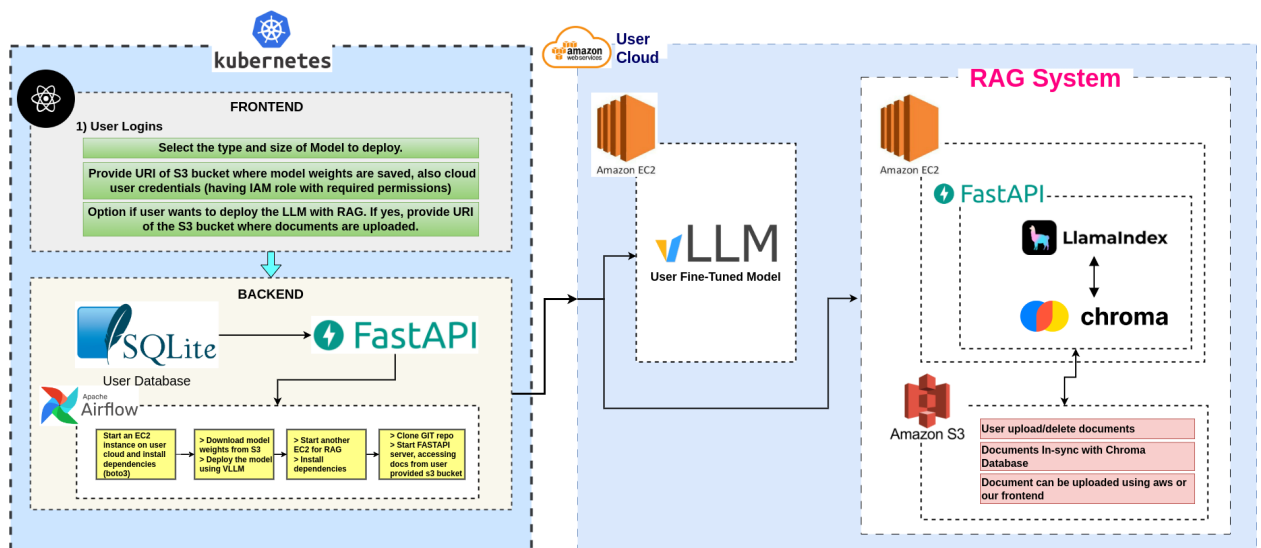 kubernetes
FRONTEND
1) User Logins
Select the type and size of Model to deploy.
Provide URI of S3 bucket where model weights are saved, also cloud
user credentials (having IAM role with required permissions)
Option if user wants to deploy the LLM with RAG. If yes, provide URI
of the S3 bucket where documents are uploaded.
BACKEND
SQLite
User Database
FastAPI
Apache
Airflow
Start an EC2
instance on user
cloud and install
dependencies
(boto3)
> Download model
weights from S3
> Deploy the model
using VLLM
> Start another
EC2 for RAG
> Install
dependencies
> Clone GIT repo
> Start FASTAPI
server, accessing
docs from user
provided s3 bucket
amazon
webservices
User
Cloud
Amazon EC2
vLLM
User Fine-Tuned Model
RAG System
Amazon EC2
FastAPI
LlamaIndex
chroma
Amazon S3
User upload/delete documents
Documents In-sync with Chroma
Database
Document can be uploaded using aws or
our frontend